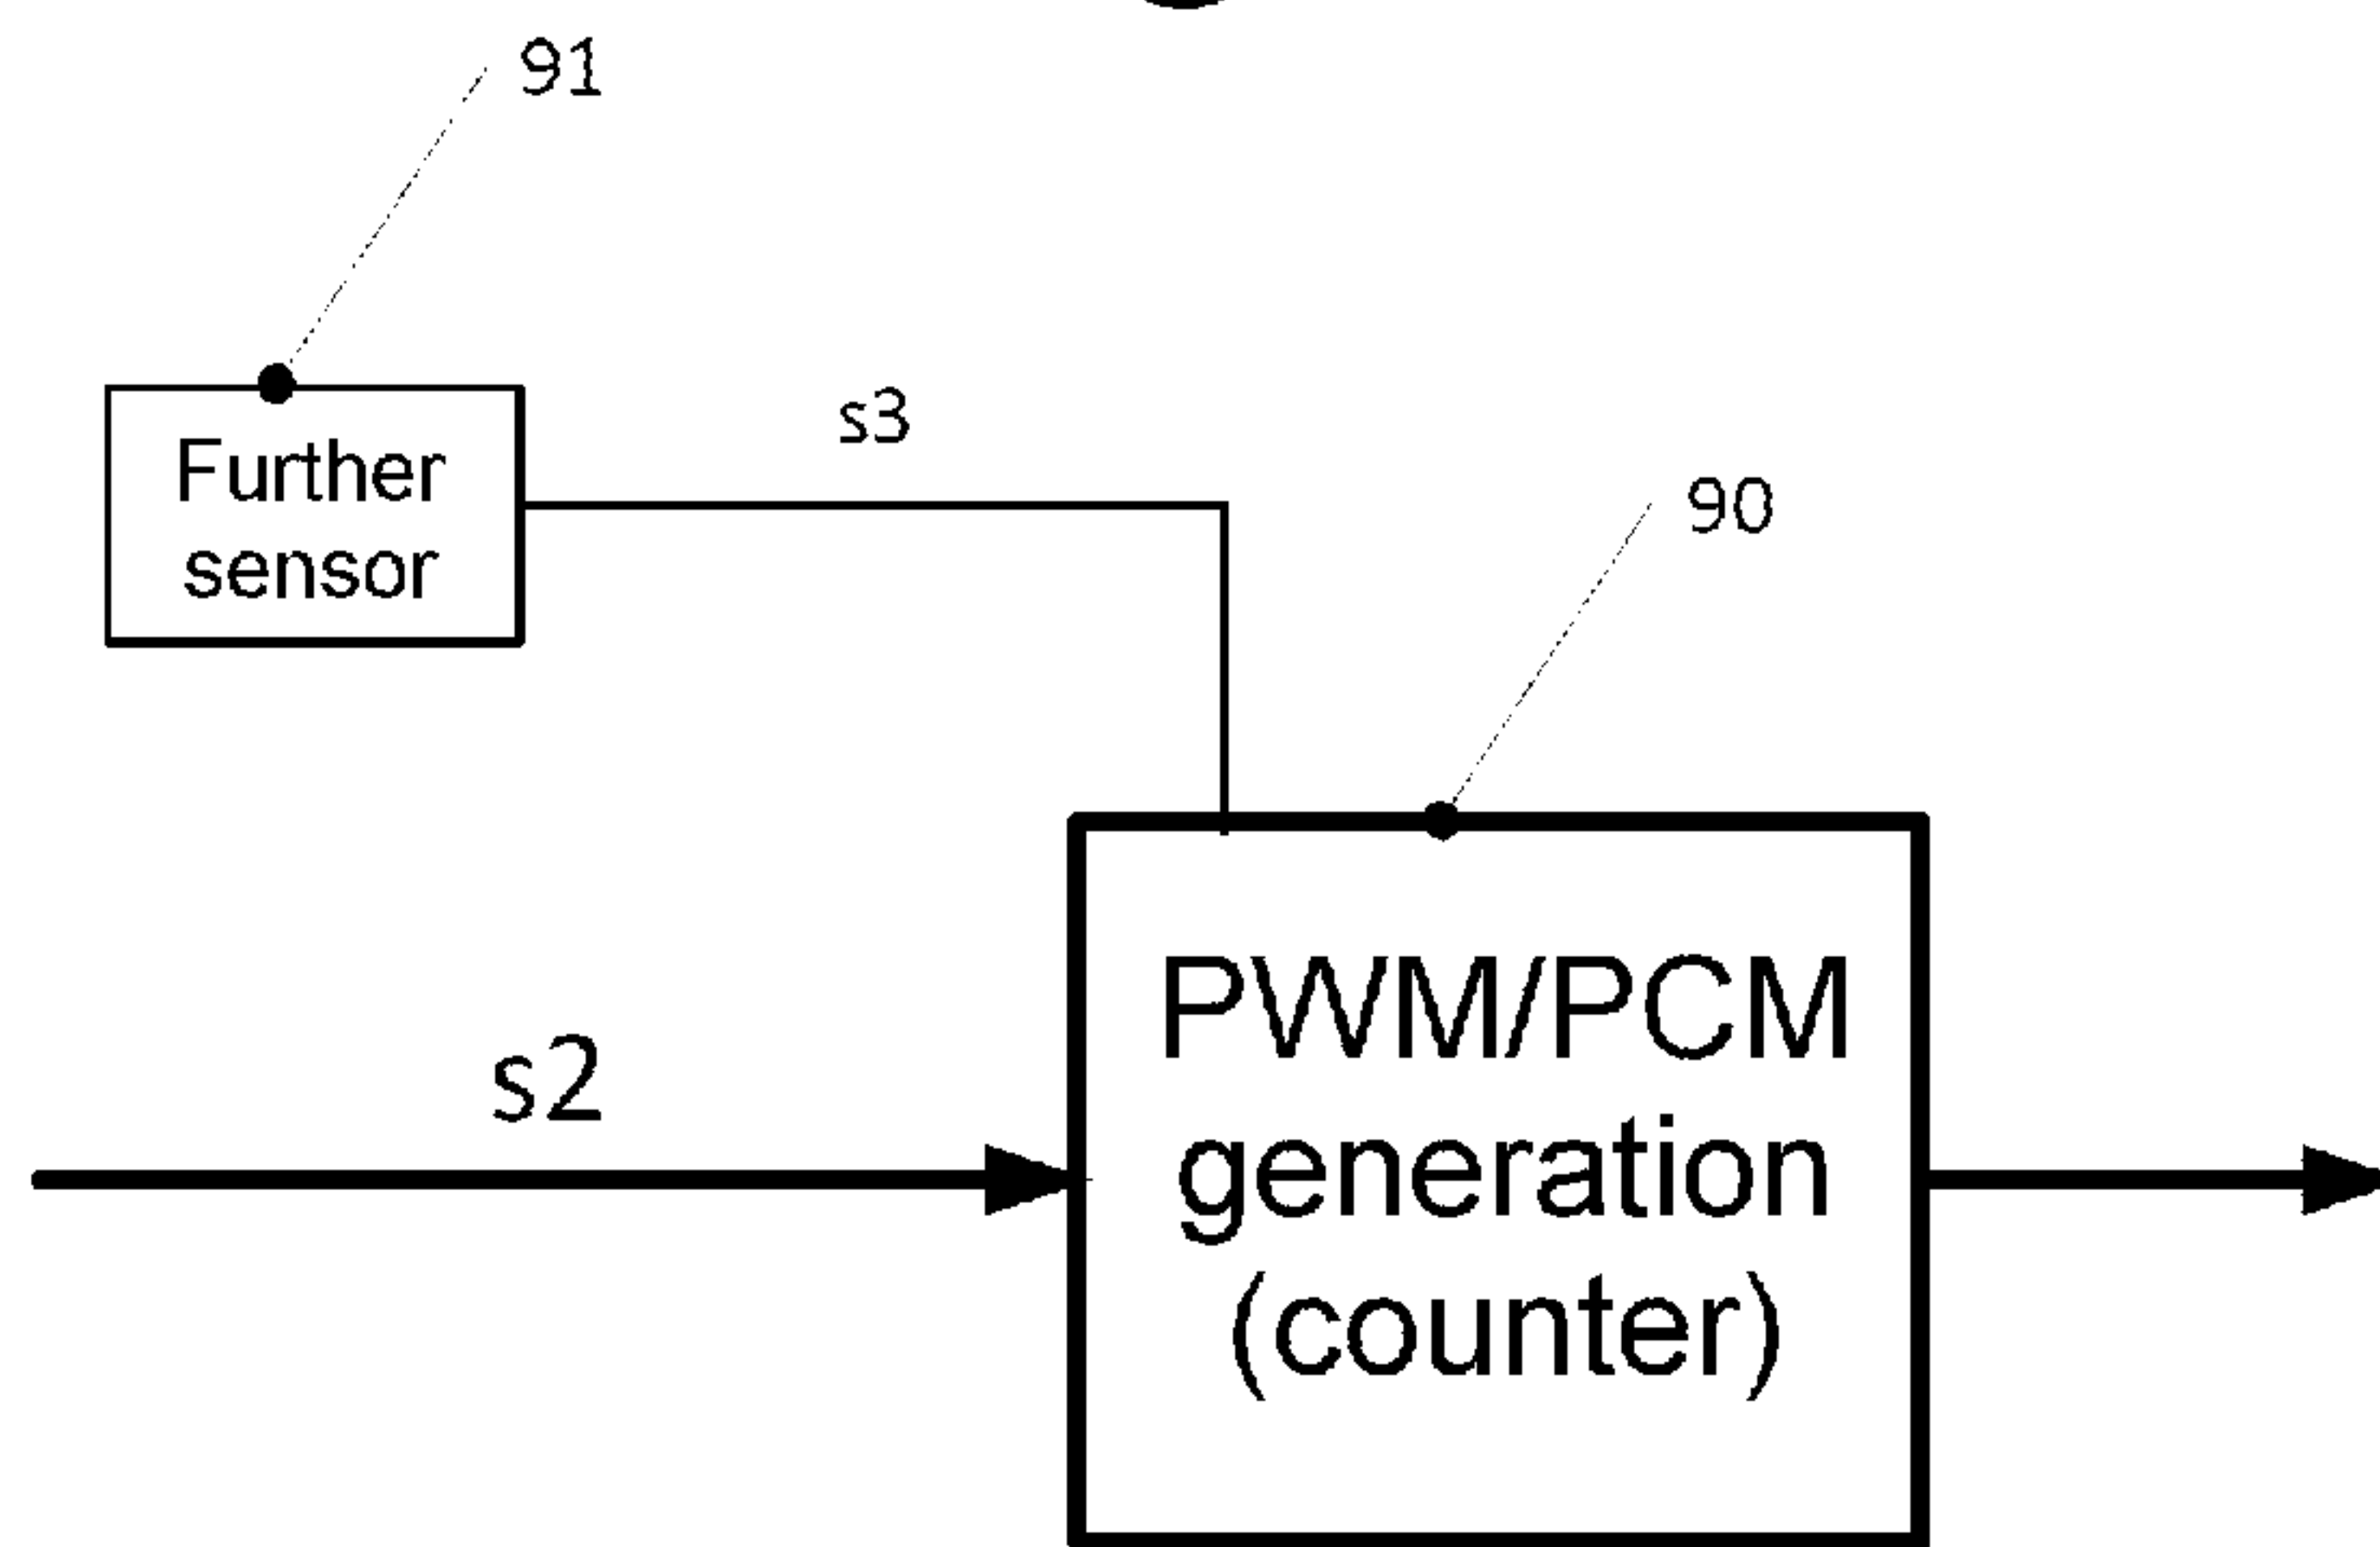 91
Further
sensor
s3
90
s2
PWM/PCM
generation
(counter)